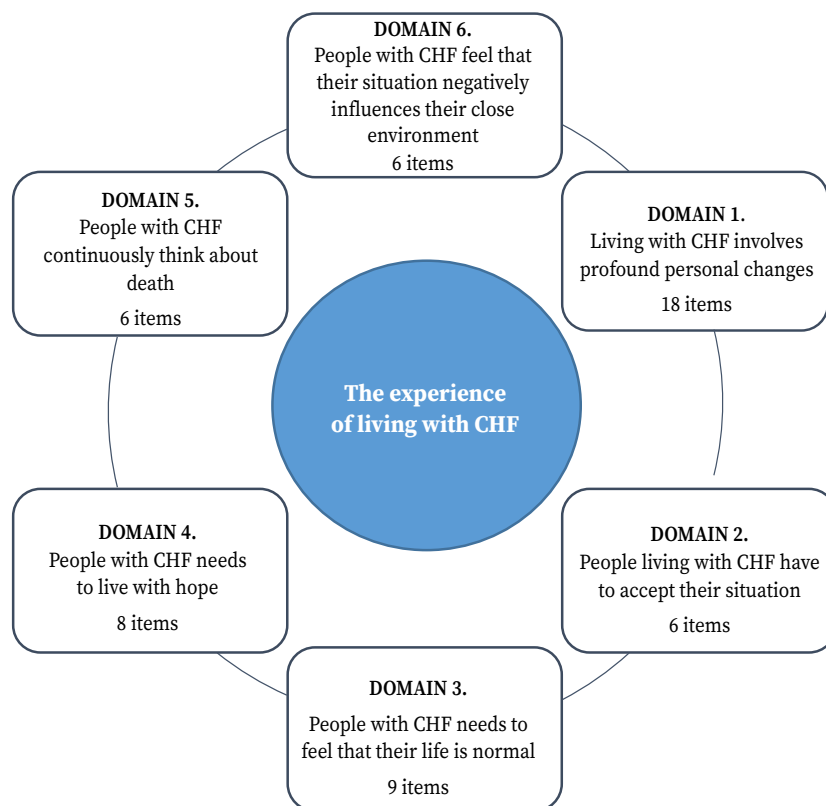 DOMAIN 6.
People with CHF feel that
their situation negatively
influences their close
environment
6 items
DOMAIN 1.
Living with CHF involves
profound personal changes
18 items
DOMAIN 2.
People living with CHF have
to accept their situation
6 items
DOMAIN 3.
People with CHF needs to
feel that their life is normal
9 items
DOMAIN 4.
People with CHF needs
to live with hope
8 items
DOMAIN 5.
People with CHF
continuously think about
death
6 items
The experience
of living with CHF